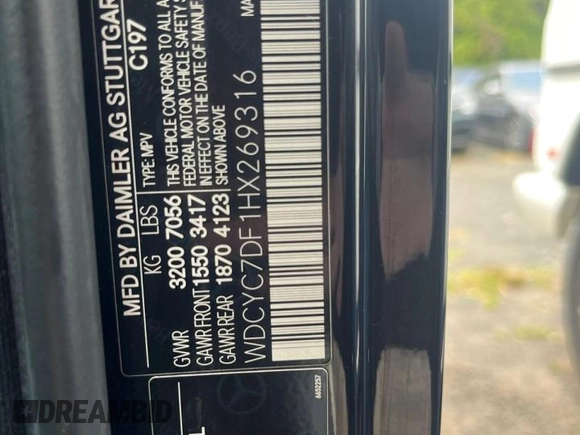 MFD BY DAIMLER AG STUTTGAR
C197
KG LBS TYPE: MPV
GVWR 3200 7056 THIS VEHICLE CONFORMS TO ALL A
GAWR FRONT 1550 3417 FEDERAL MOTOR VEHICLE SAFETY S
GAWR REAR 1870 4123 IN EFFECT ON THE DATE OF MANUF
SHOWN ABOVE
MA
WDCYC7DF1HX269316
6652257
L
DREAMBID